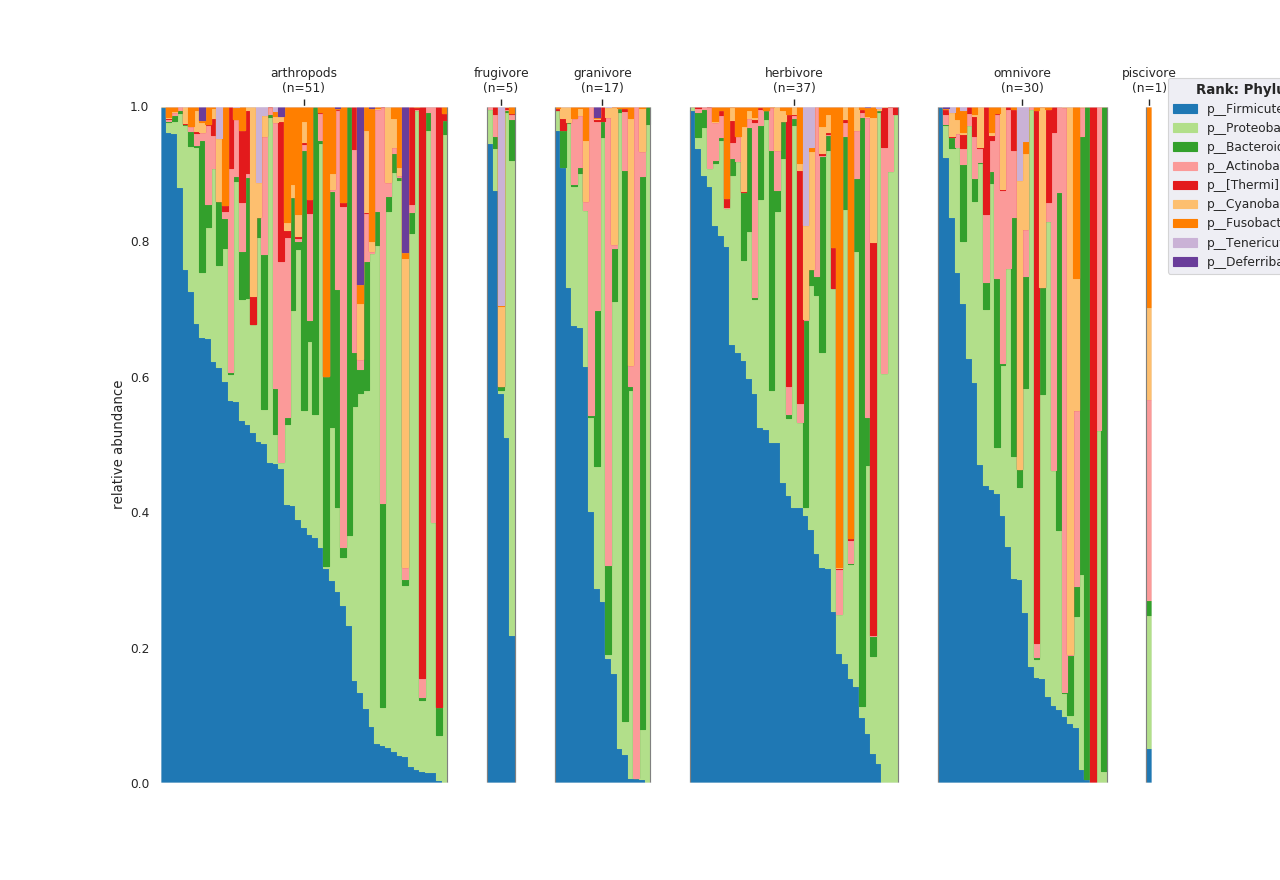 arthropods
(n=51)
frugivore
(n=5)
granivore
(n=17)
herbivore
(n=37)
omnivore
(n=30)
piscivore
(n=1)
Rank: Phylu
p__Firmicute
p__Proteoba
p__Bacteroid
p__Actinoba
p__[Thermi]
p__Cyanoba
p__Fusobact
p__Tenericu
p__Deferriba
relative abundance
1.0
0.8
0.6
0.4
0.2
0.0